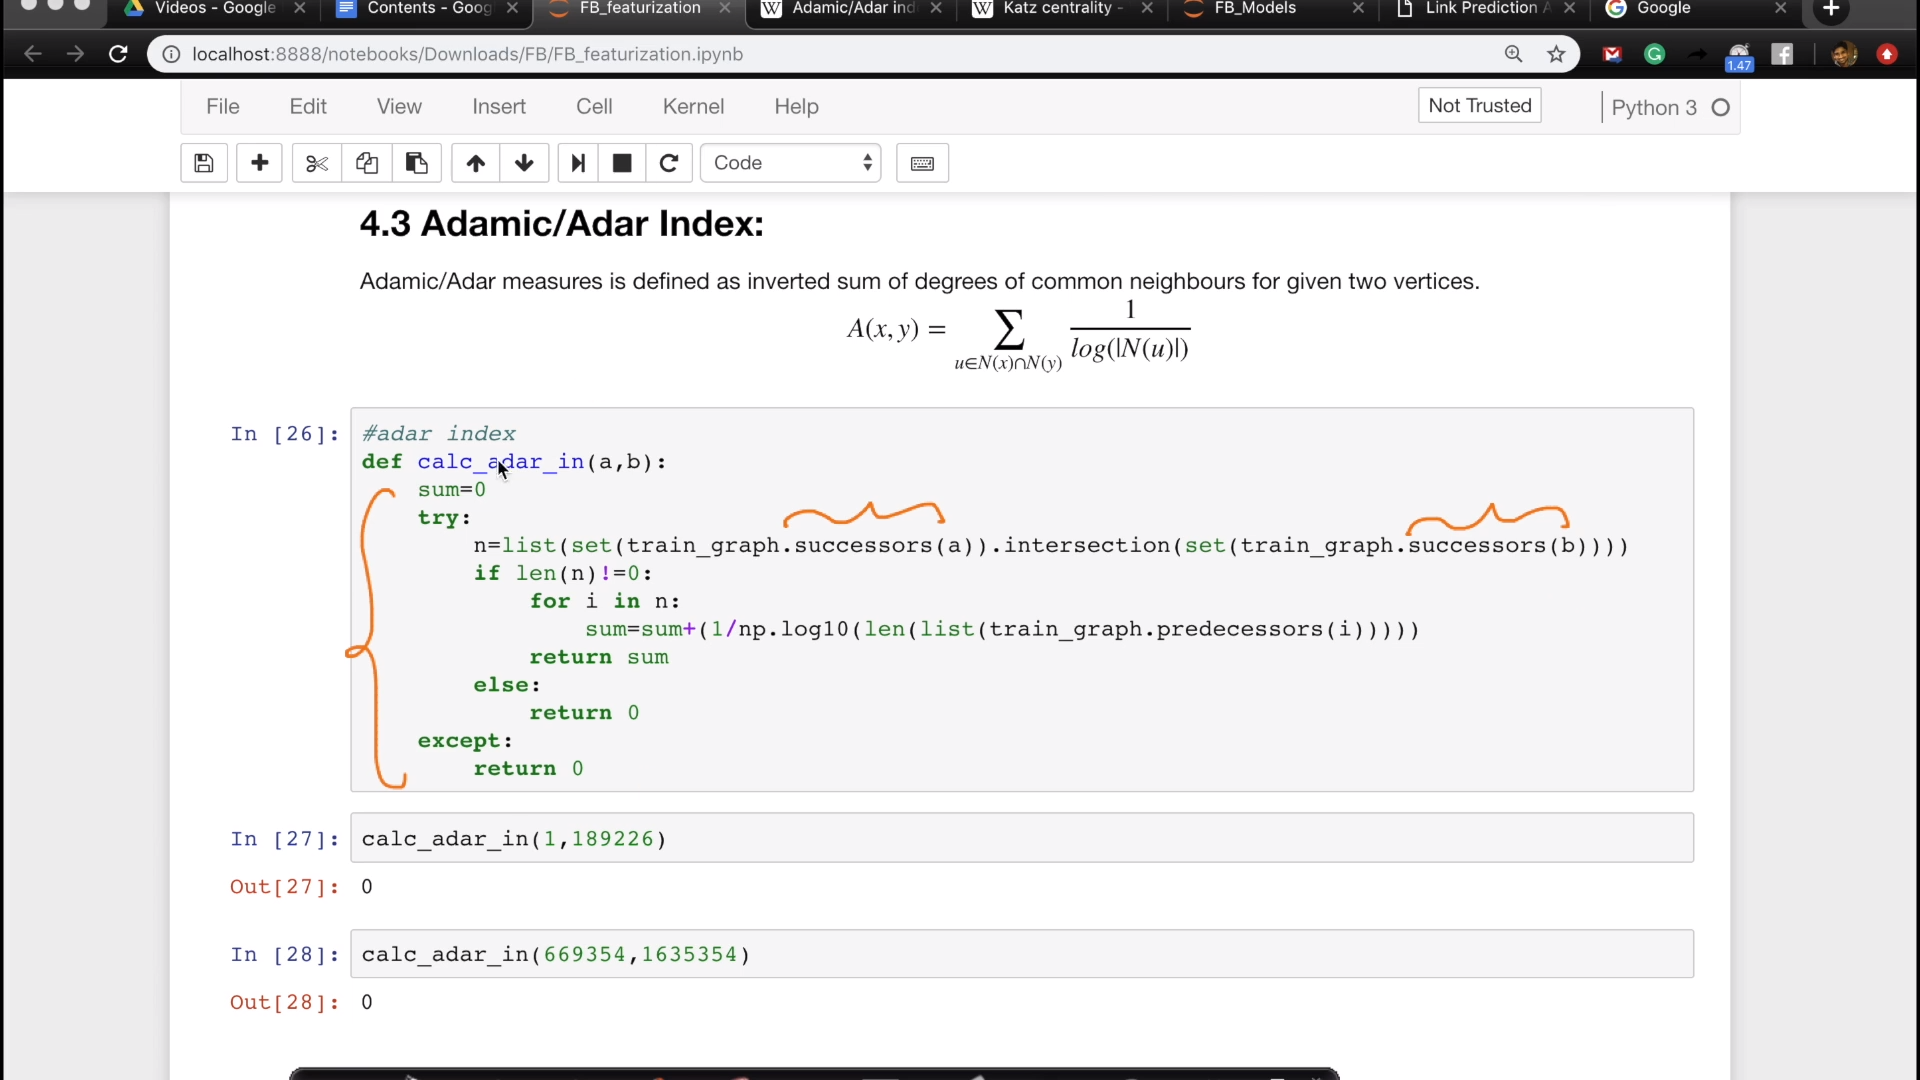 Videos - Google
Contents - Goog
FB_featurization
Adamic/Adar ind
Katz centrality -
FB_Models
Link Prediction A
Google
localhost:8888/notebooks/Downloads/FB/FB_featurization.ipynb
1.47
File Edit View Insert Cell Kernel Help
Not Trusted
Python 3
Code
4.3 Adamic/Adar Index:
Adamic/Adar measures is defined as inverted sum of degrees of common neighbours for given two vertices.
A(x, y) = ∑ u∈N(x)∩N(y) 1 / log(|N(u)|)
In [26]:
#adar index
def calc_adar_in(a,b):
    sum=0
    try:
        n=list(set(train_graph.successors(a)).intersection(set(train_graph.successors(b))))
        if len(n)!=0:
            for i in n:
                sum=sum+(1/np.log10(len(list(train_graph.predecessors(i)))))
            return sum
        else:
            return 0
    except:
        return 0
In [27]: calc_adar_in(1,189226)
Out[27]: 0
In [28]: calc_adar_in(669354,1635354)
Out[28]: 0